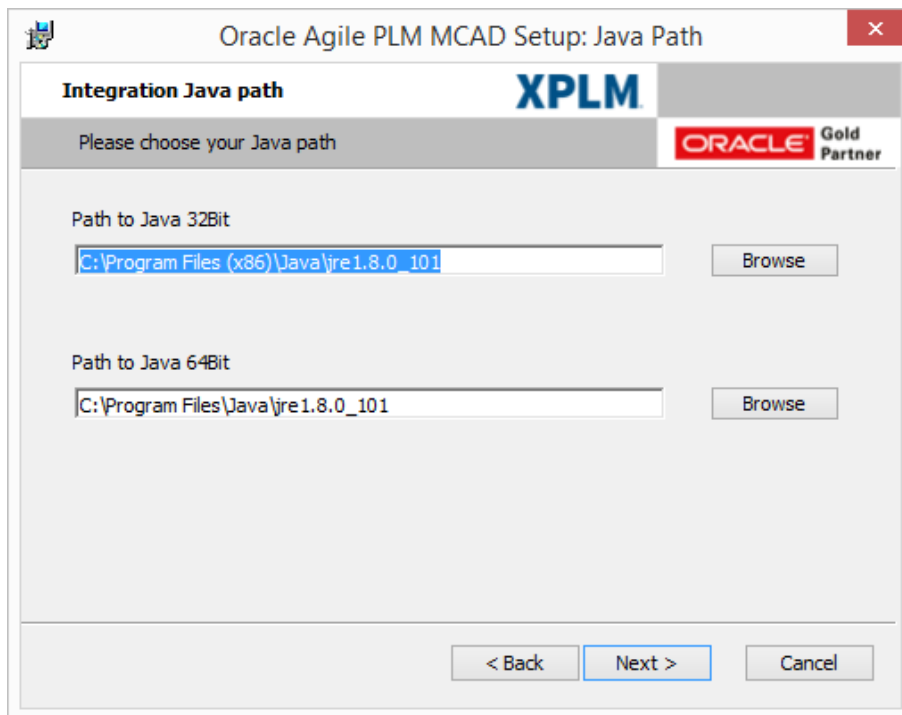 Oracle Agile PLM MCAD Setup: Java Path
Integration Java path
XPLM
Please choose your Java path
ORACLE Gold Partner
Path to Java 32Bit
C:\Program Files (x86)\Java\jre1.8.0_101
Browse
Path to Java 64Bit
C:\Program Files\Java\jre1.8.0_101
Browse
< Back
Next >
Cancel